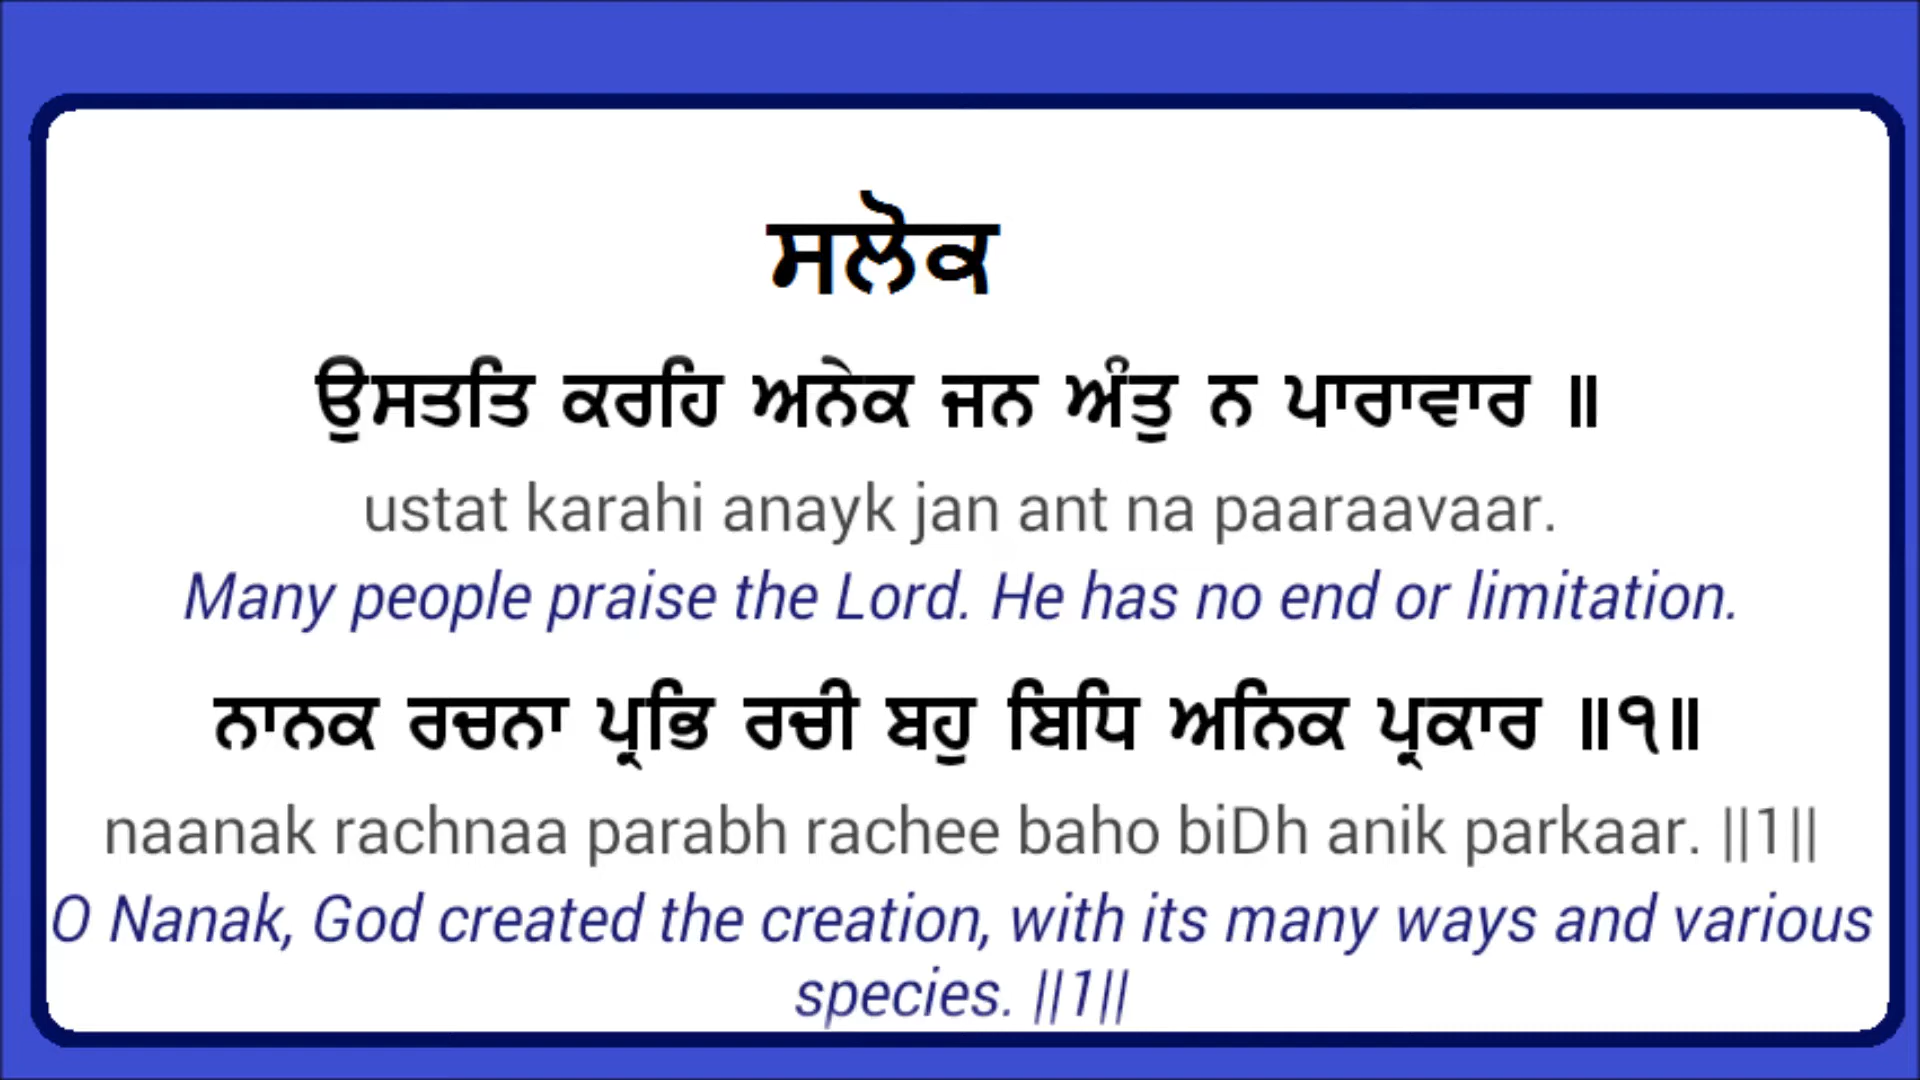 ਸਲੋਕ
ਉਸਤਤਿ ਕਰਹਿ ਅਨੇਕ ਜਨ ਅੰਤੁ ਨ ਪਾਰਾਵਾਰ ॥
ustat karahi anayk jan ant na paaraavaar.
Many people praise the Lord. He has no end or limitation.
ਨਾਨਕ ਰਚਨਾ ਪ੍ਰਭਿ ਰਚੀ ਬਹੁ ਬਿਧਿ ਅਨਿਕ ਪ੍ਰਕਾਰ ॥੧॥
naanak rachnaa parabh rachee baho biDh anik parkaar. ||1||
O Nanak, God created the creation, with its many ways and various
species. ||1||